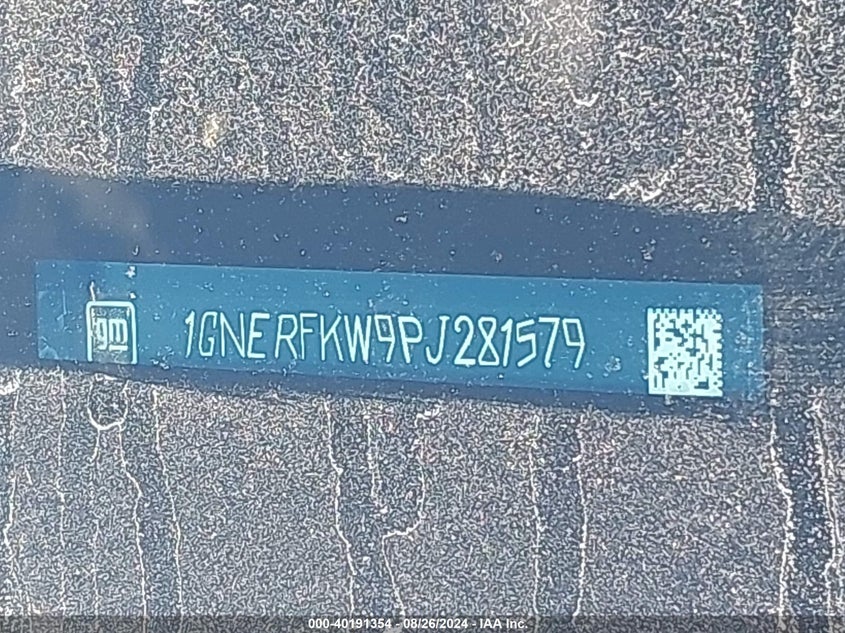 gm
1GNERFKW9PJ281579
000-40191354 - 08/26/2024 - IAA Inc.